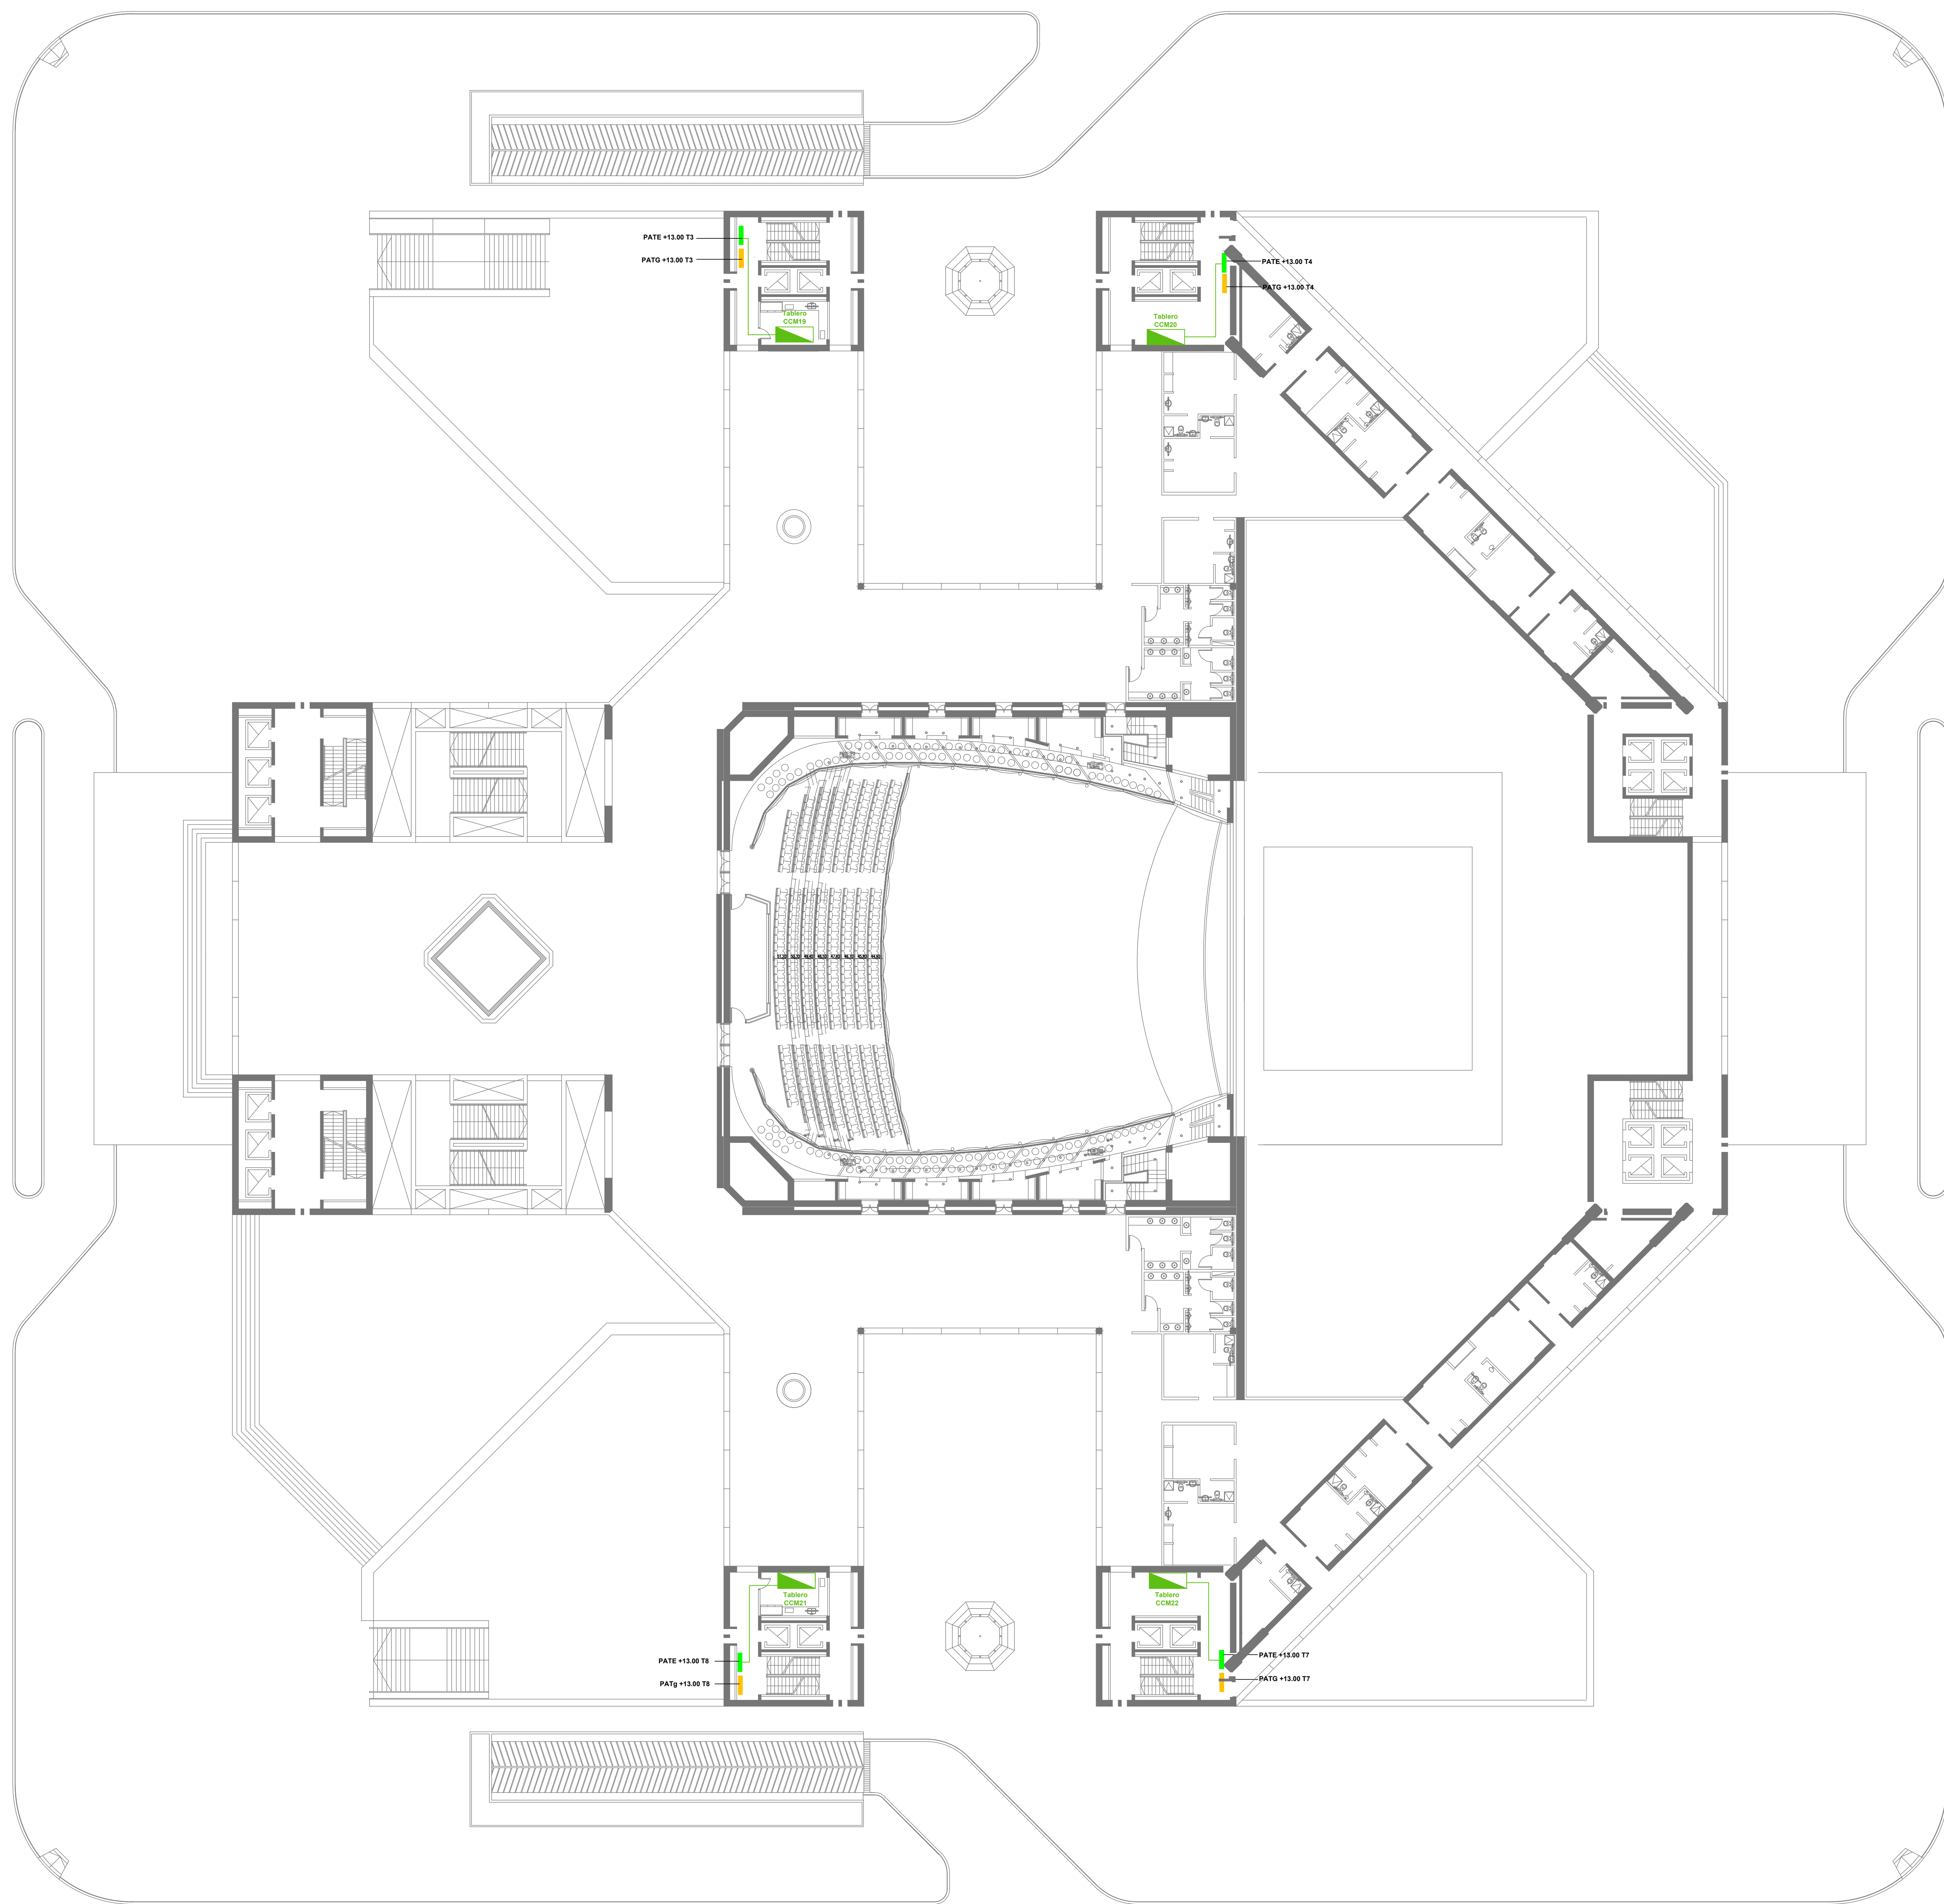 PATE +13.00 T3
PATG +13.00 T3
PATE +13.00 T4
PATG +13.00 T4
Tablero
CCM19
Tablero
CCM20
Tablero
CCM21
Tablero
CCM22
PATE +13.00 T8
PATg +13.00 T8
PATE +13.00 T7
PATG +13.00 T7